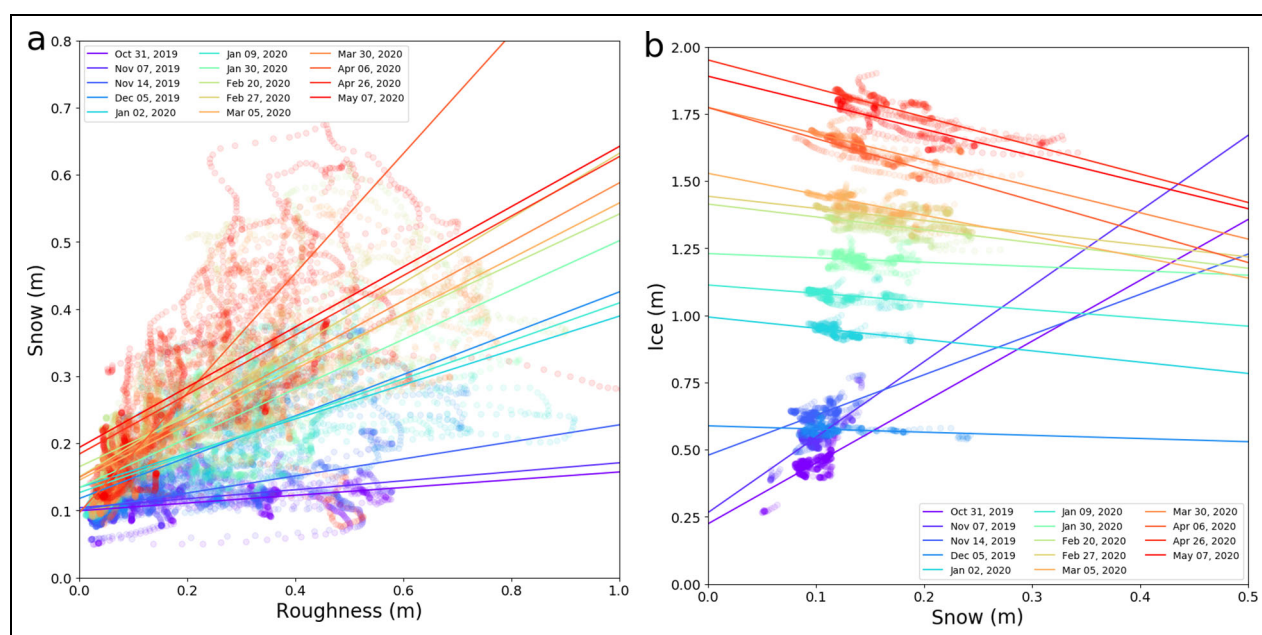 a
Oct 31, 2019
Nov 07, 2019
Nov 14, 2019
Dec 05, 2019
Jan 02, 2020
Jan 09, 2020
Jan 30, 2020
Feb 20, 2020
Feb 27, 2020
Mar 05, 2020
Mar 30, 2020
Apr 06, 2020
Apr 26, 2020
May 07, 2020
0.8
0.7
0.6
0.5
0.4
0.3
0.2
0.1
0.0
Snow (m)
0.0 0.2 0.4 0.6 0.8 1.0
Roughness (m)
b
2.00
1.75
1.50
1.25
1.00
0.75
0.50
0.25
0.00
Ice (m)
Oct 31, 2019
Nov 07, 2019
Nov 14, 2019
Dec 05, 2019
Jan 02, 2020
Jan 09, 2020
Jan 30, 2020
Feb 20, 2020
Feb 27, 2020
Mar 05, 2020
Mar 30, 2020
Apr 06, 2020
Apr 26, 2020
May 07, 2020
0.0 0.1 0.2 0.3 0.4 0.5
Snow (m)